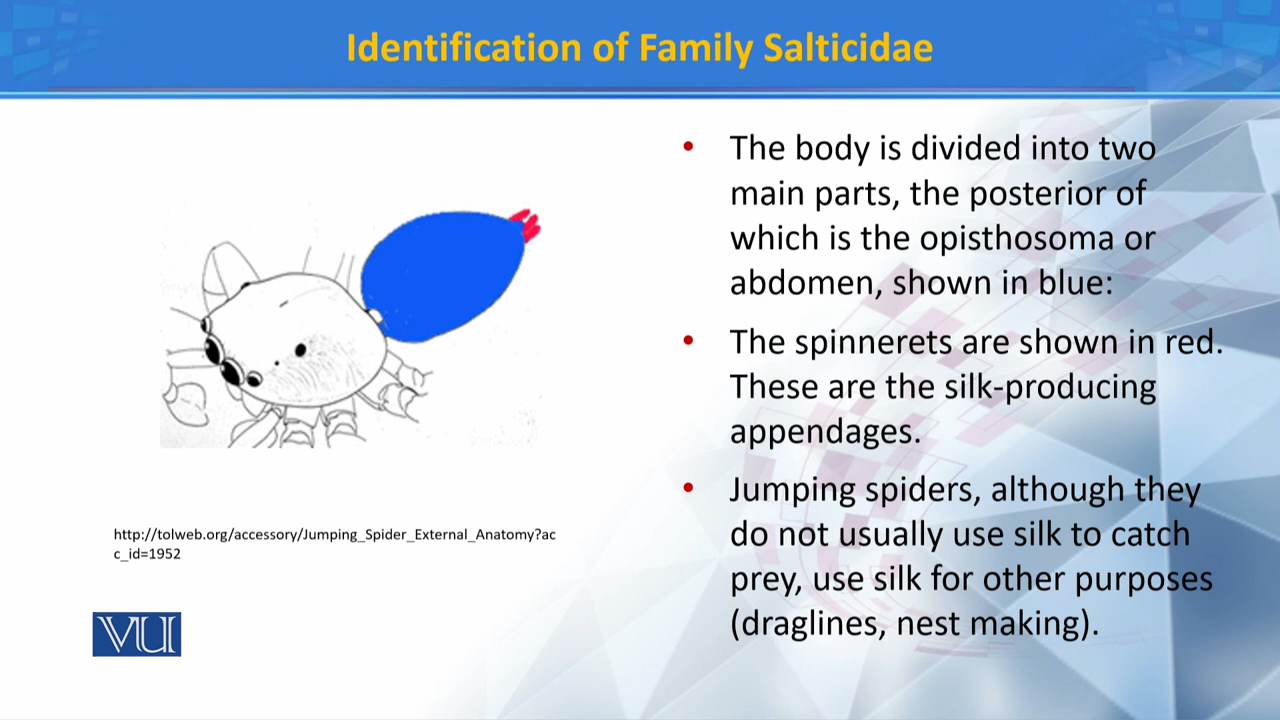 Identification of Family Salticidae
• The body is divided into two
main parts, the posterior of
which is the opisthosoma or
abdomen, shown in blue:
• The spinnerets are shown in red.
These are the silk-producing
appendages.
• Jumping spiders, although they
do not usually use silk to catch
prey, use silk for other purposes
(draglines, nest making).
http://tolweb.org/accessory/Jumping_Spider_External_Anatomy?ac
c_id=1952
VU